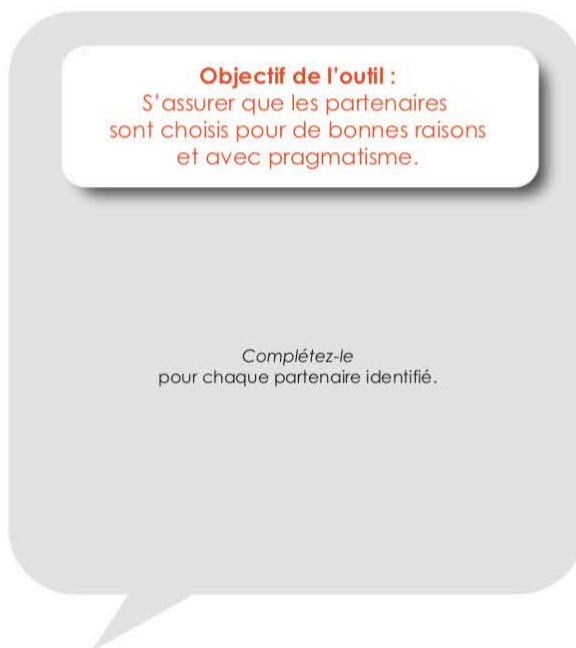 Objectif de l'outil :
S'assurer que les partenaires
sont choisis pour de bonnes raisons
et avec pragmatisme.
Complétez-le
pour chaque partenaire identifié.